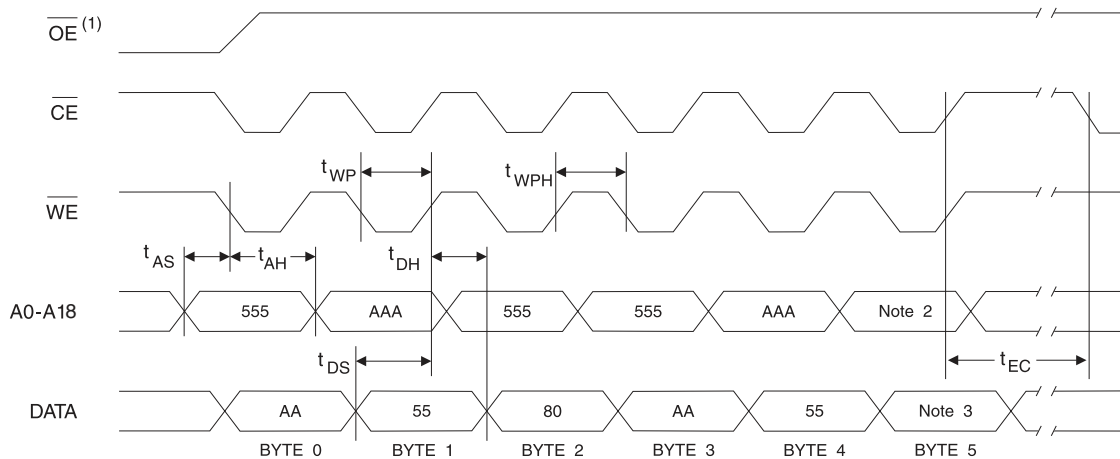 OE (1)
CE
t WP
t WPH
WE
t AS
t AH
t DH
A0-A18
555
AAA
555
555
AAA
Note 2
t DS
t EC
DATA
AA
55
80
AA
55
Note 3
BYTE 0
BYTE 1
BYTE 2
BYTE 3
BYTE 4
BYTE 5